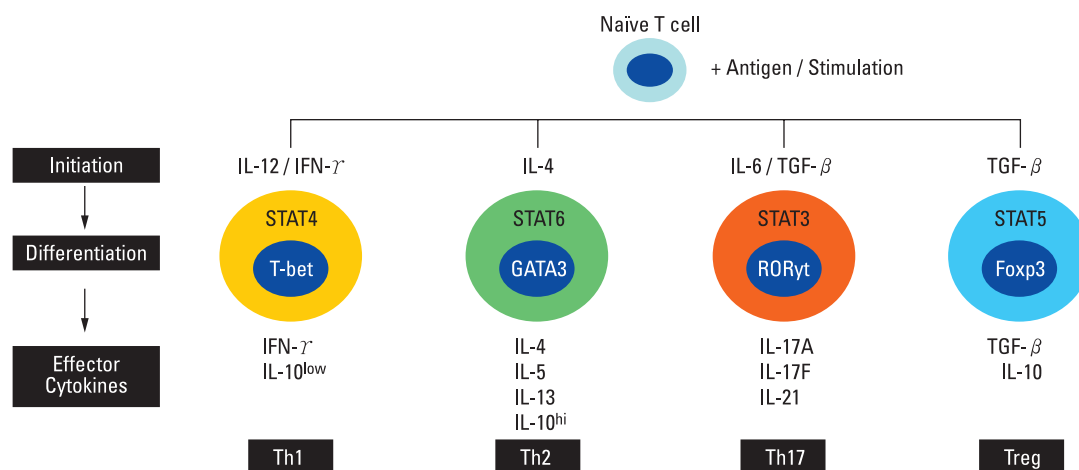 Naïve T cell
+ Antigen / Stimulation
Initiation
IL-12 / IFN-ϒ
IL-4
IL-6 / TGF-β
TGF-β
Differentiation
STAT4
T-bet
STAT6
GATA3
STAT3
RORyt
STAT5
Foxp3
Effector
Cytokines
IFN-ϒ
IL-10low
IL-4
IL-5
IL-13
IL-10hi
IL-17A
IL-17F
IL-21
TGF-β
IL-10
Th1
Th2
Th17
Treg